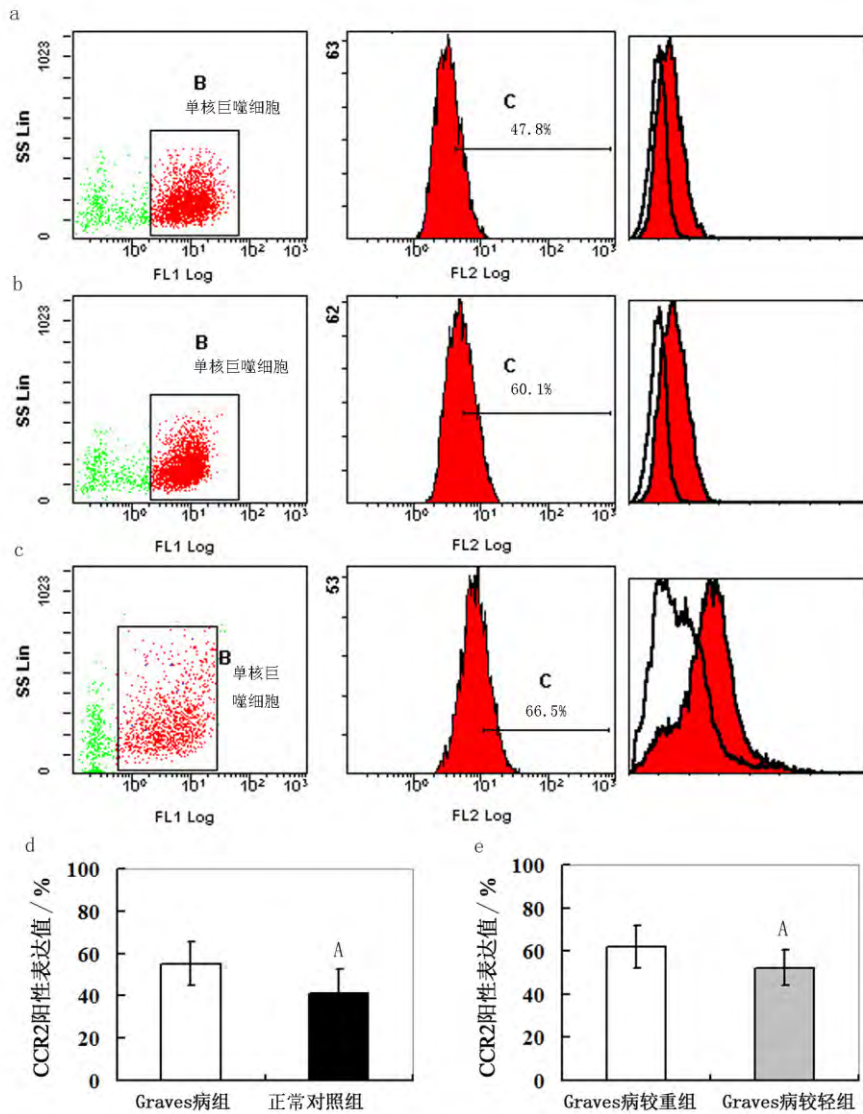 a
1023
SS Lin
0
B
单核巨噬细胞
10⁰
10¹
10²
10³
FL1 Log
63
C
47.8%
10⁰
10¹
10²
10³
FL2 Log
b
1023
SS Lin
0
B
单核巨噬细胞
10⁰
10¹
10²
10³
FL1 Log
62
C
60.1%
10⁰
10¹
10²
10³
FL2 Log
c
1023
SS Lin
0
B
单核巨
噬细胞
10⁰
10¹
10²
10³
FL1 Log
53
C
66.5%
10⁰
10¹
10²
10³
FL2 Log
d
CCR2阳性表达值/%
100
80
60
40
20
0
A
Graves病组
正常对照组
e
CCR2阳性表达值/%
100
80
60
40
20
0
A
Graves病较重组
Graves病较轻组